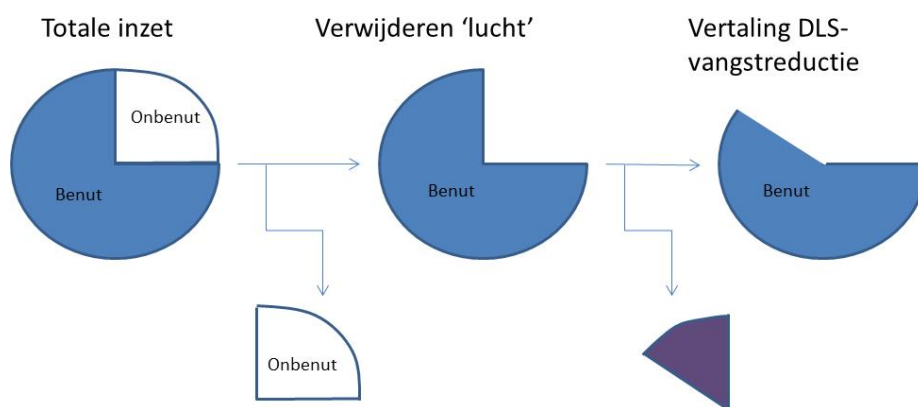 Totale inzet
Verwijderen ‘lucht’
Vertaling DLS-
vangstreductie
Onbenut
Benut
Benut
Benut
Onbenut